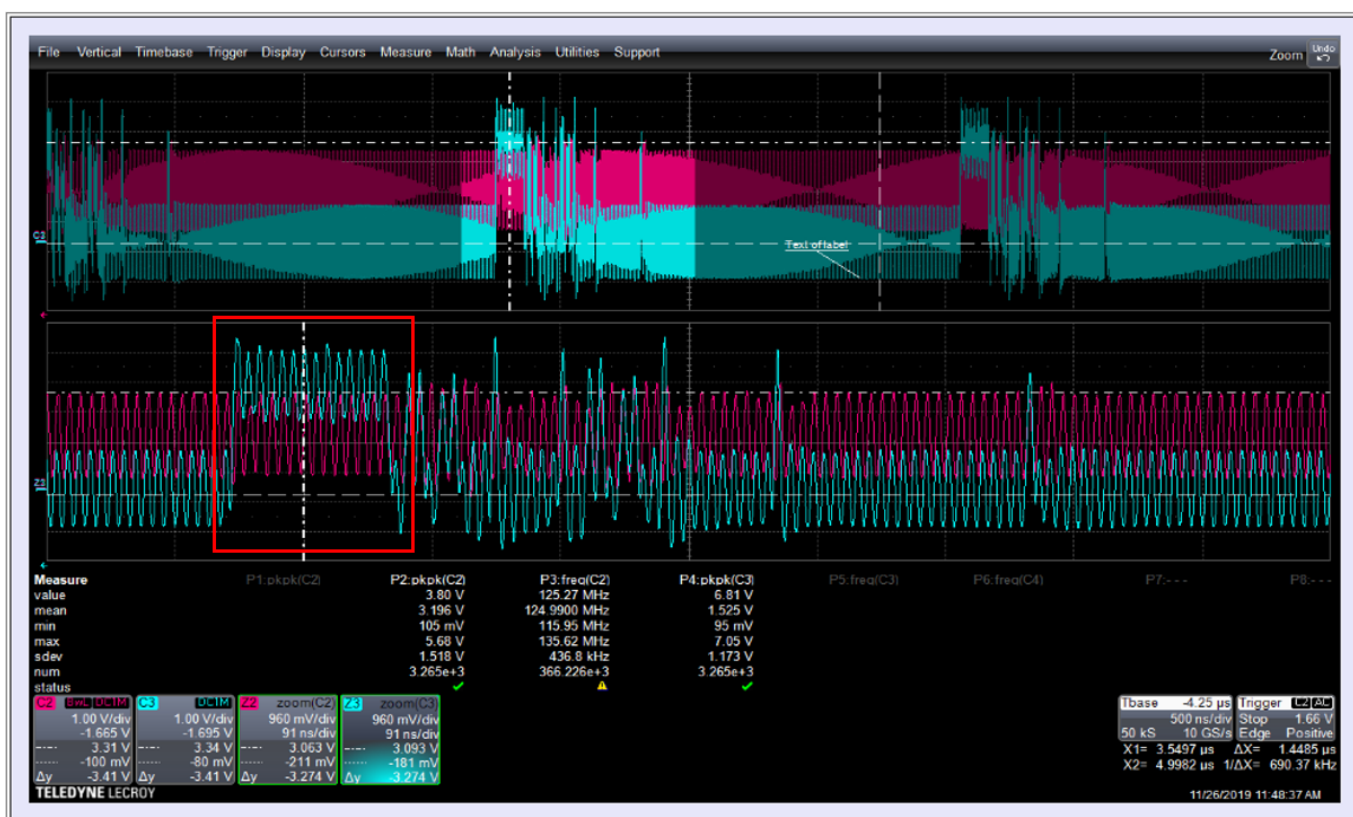 File Vertical Timebase Trigger Display Cursors Measure Math Analysis Utilities Support Zoom Undo
C3
Text of label
Z3
Measure P1:pkpk(C2) P2:pkpk(C2) P3:freq(C2) P4:pkpk(C3) P5:freq(C3) P6:freq(C4) P7:--- P8:---
value 3.80 V 125.27 MHz 6.81 V
mean 3.196 V 124.9900 MHz 1.525 V
min 105 mV 115.95 MHz 95 mV
max 5.68 V 135.62 MHz 7.05 V
sdev 1.518 V 436.8 kHz 1.173 V
num 3.265e+3 366.226e+3 3.265e+3
status
C2 BwL DC1M C3 DC1M Z2 zoom(C2) Z3 zoom(C3) Tbase -4.25 µs Trigger C2 AC
1.00 V/div 1.00 V/div 960 mV/div 960 mV/div 500 ns/div Stop 1.66 V
-1.665 V -1.695 V 91 ns/div 91 ns/div 50 kS 10 GS/s Edge Positive
3.31 V 3.34 V 3.063 V 3.093 V X1= 3.5497 µs ΔX= 1.4485 µs
-100 mV -80 mV -211 mV -181 mV X2= 4.9982 µs 1/ΔX= 690.37 kHz
Δy -3.41 V Δy -3.41 V Δy -3.274 V Δy -3.274 V
TELEDYNE LECROY 11/26/2019 11:48:37 AM